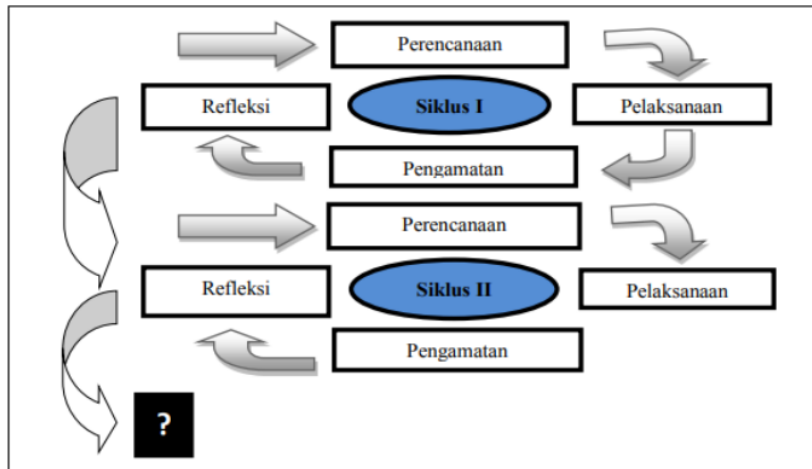 Perencanaan
Refleksi
Siklus I
Pelaksanaan
Pengamatan
Perencanaan
Refleksi
Siklus II
Pelaksanaan
Pengamatan
?